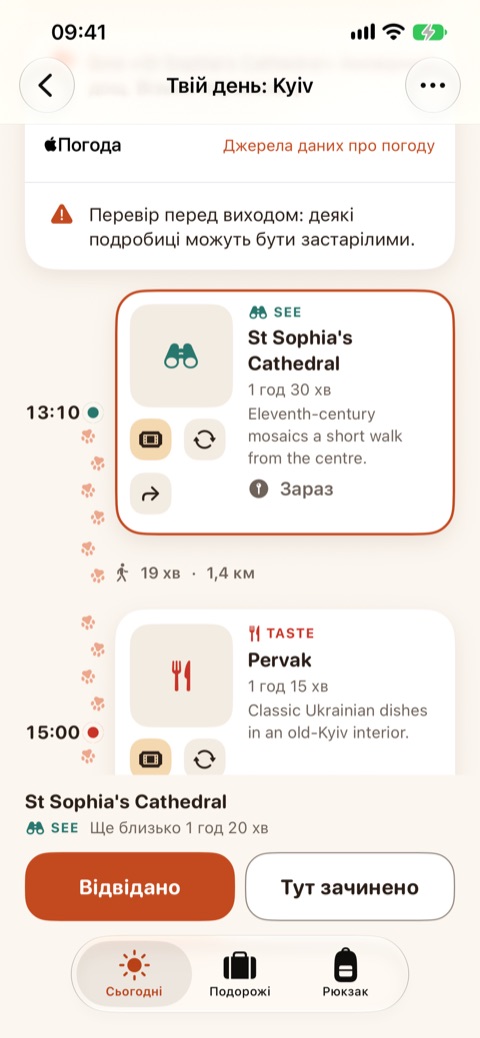 09:41
Твій день: Kyiv
Погода
Джерела даних про погоду
Перевір перед виходом: деякі
подробиці можуть бути застарілими.
SEE
St Sophia's
Cathedral
1 год 30 хв
Eleventh-century
mosaics a short walk
from the centre.
Зараз
13:10
19 хв · 1,4 км
TASTE
Pervak
1 год 15 хв
Classic Ukrainian dishes
in an old-Kyiv interior.
15:00
St Sophia's Cathedral
SEE Ще близько 1 год 20 хв
Відвідано
Тут зачинено
Сьогодні
Подорожі
Рюкзак